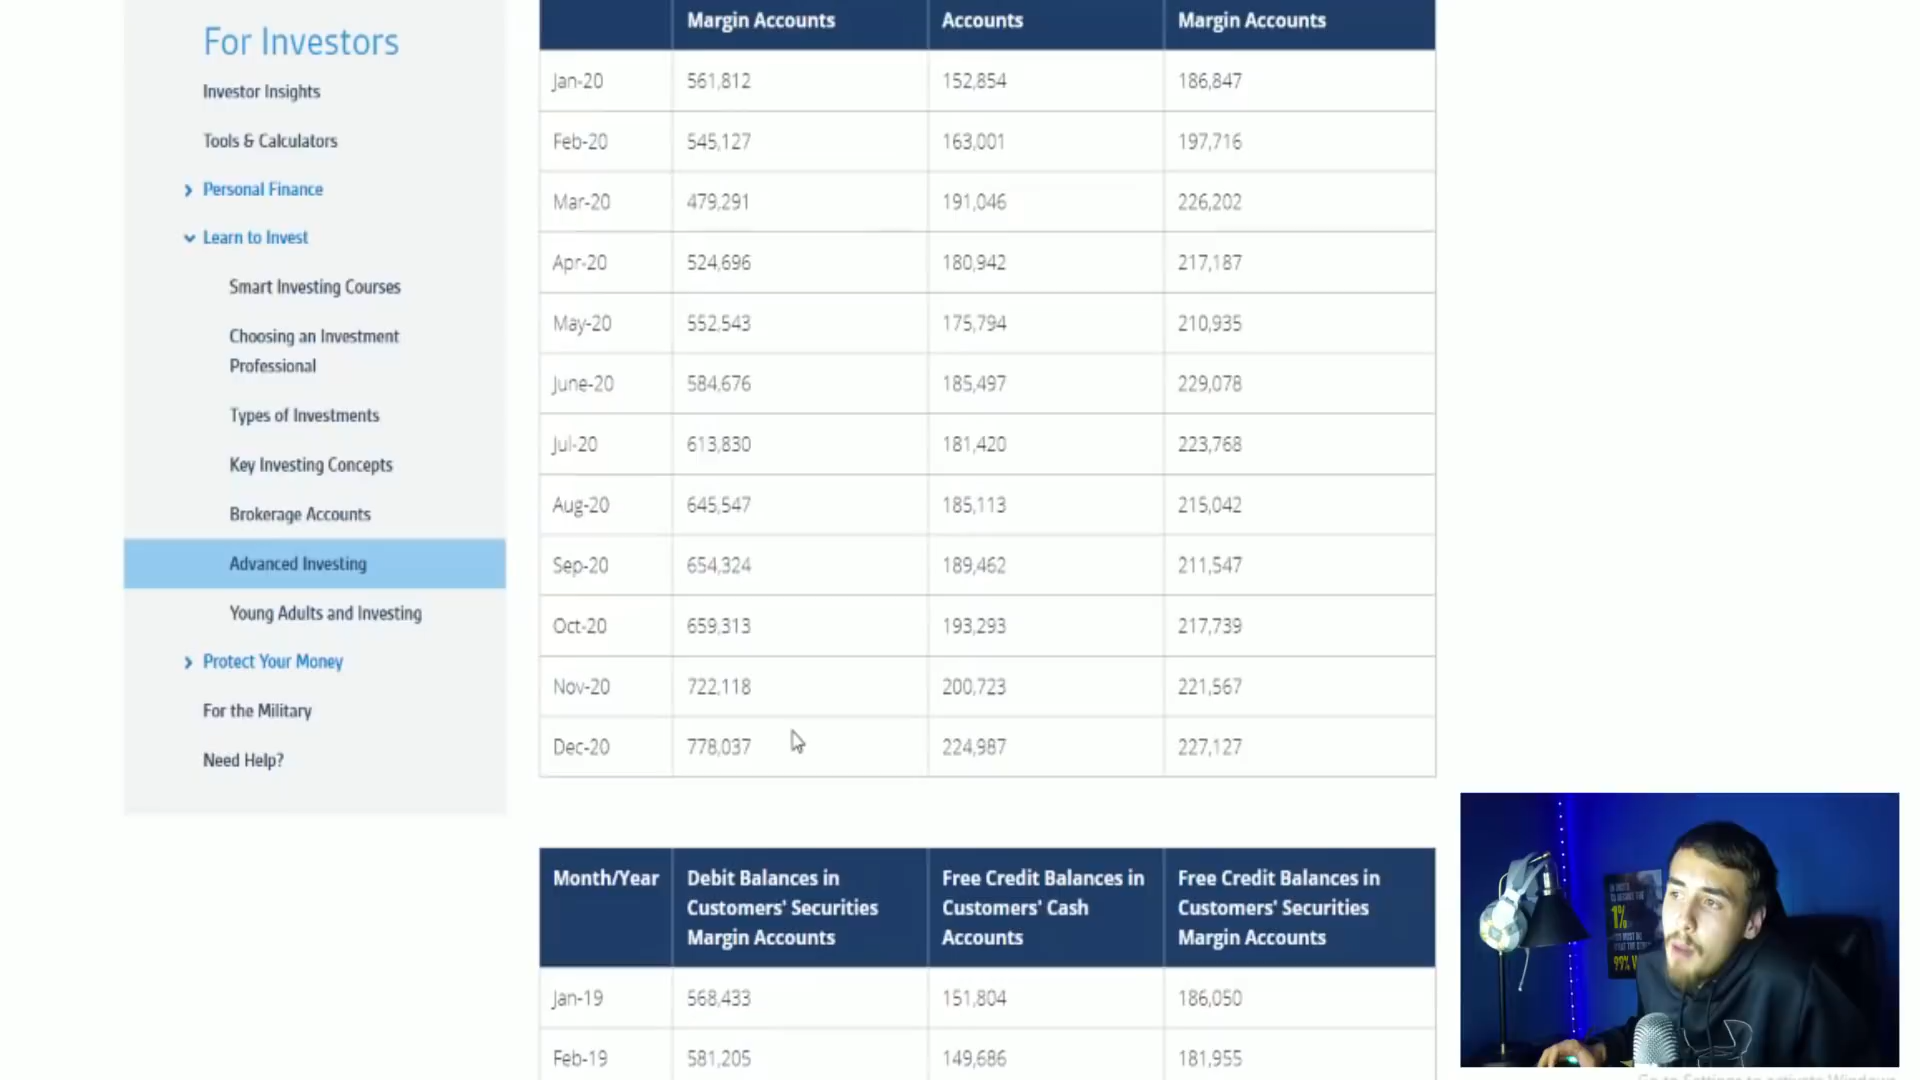 For Investors
Investor Insights
Tools & Calculators
Personal Finance
Learn to Invest
Smart Investing Courses
Choosing an Investment
Professional
Types of Investments
Key Investing Concepts
Brokerage Accounts
Advanced Investing
Young Adults and Investing
Protect Your Money
For the Military
Need Help?
Margin Accounts Accounts Margin Accounts
Jan-20 561,812 152,854 186,847
Feb-20 545,127 163,001 197,716
Mar-20 479,291 191,046 226,202
Apr-20 524,696 180,942 217,187
May-20 552,543 175,794 210,935
June-20 584,676 185,497 229,078
Jul-20 613,830 181,420 223,768
Aug-20 645,547 185,113 215,042
Sep-20 654,324 189,462 211,547
Oct-20 659,313 193,293 217,739
Nov-20 722,118 200,723 221,567
Dec-20 778,037 224,987 227,127
Month/Year Debit Balances in Free Credit Balances in Free Credit Balances in
Customers' Securities Customers' Cash Customers' Securities
Margin Accounts Accounts Margin Accounts
Jan-19 568,433 151,804 186,050
Feb-19 581,205 149,686 181,955
1%
99%